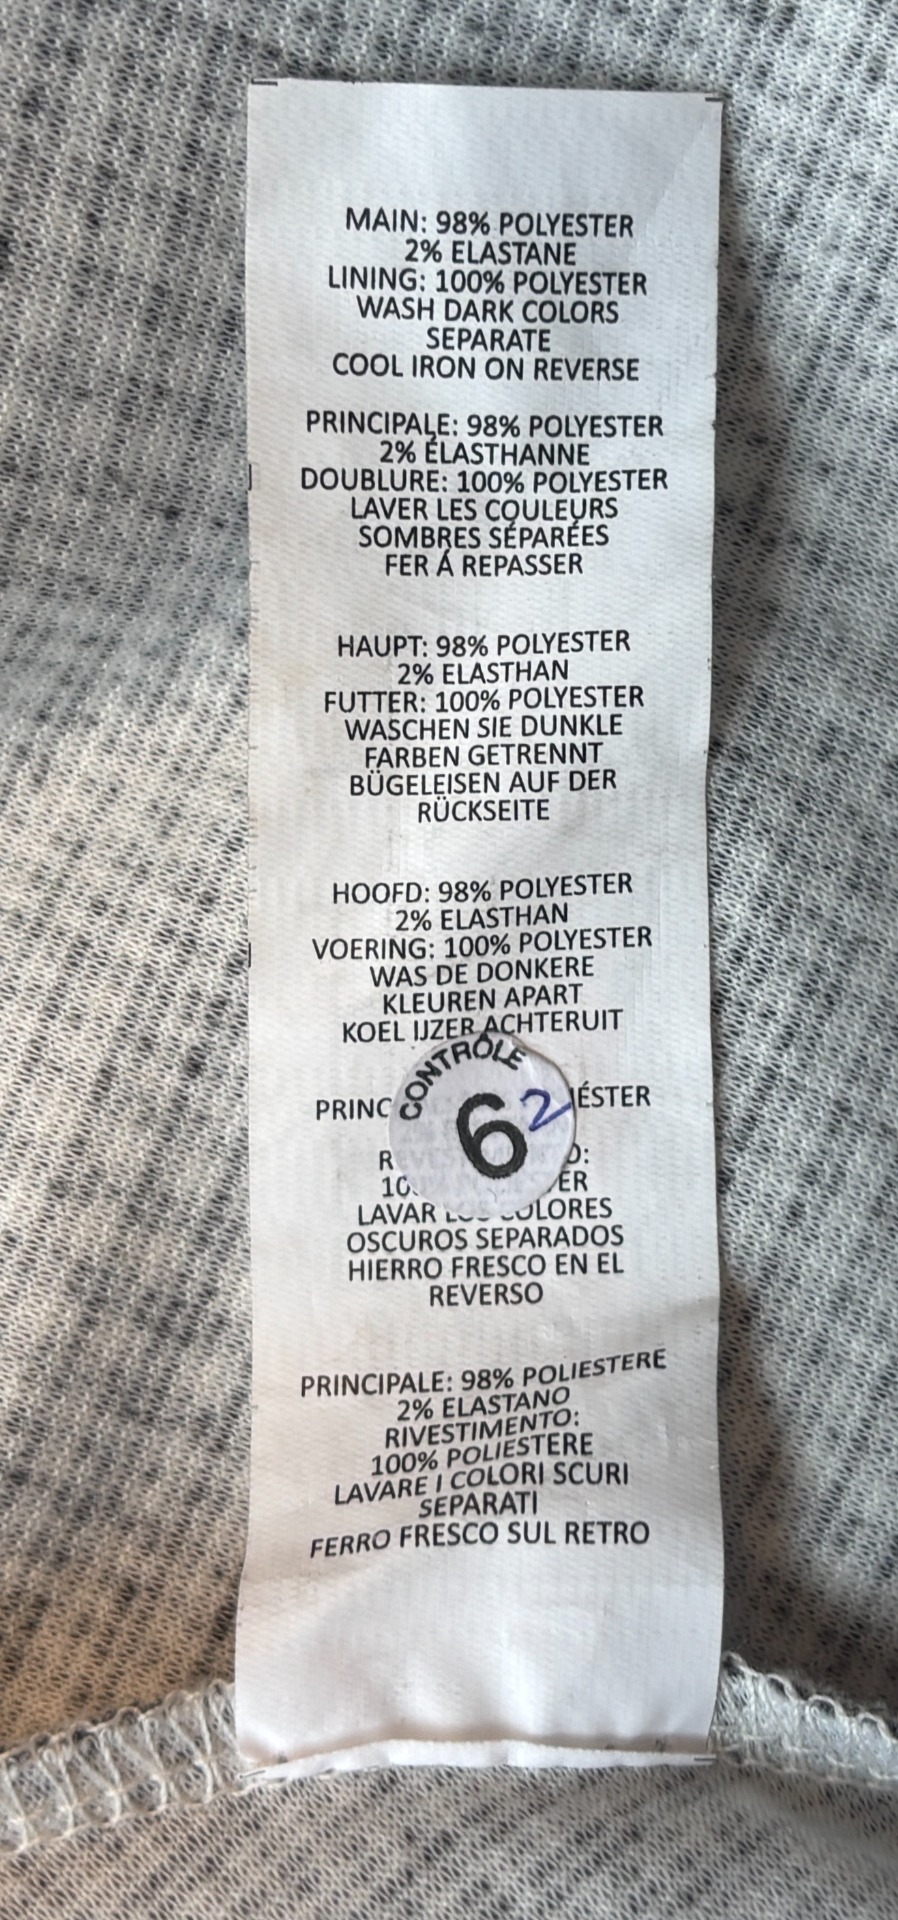 MAIN: 98% POLYESTER
2% ELASTANE
LINING: 100% POLYESTER
WASH DARK COLORS
SEPARATE
COOL IRON ON REVERSE
PRINCIPALE: 98% POLYESTER
2% ÉLASTHANNE
DOUBLURE: 100% POLYESTER
LAVER LES COULEURS
SOMBRES SÉPARÉES
FER Á REPASSER
HAUPT: 98% POLYESTER
2% ELASTHAN
FUTTER: 100% POLYESTER
WASCHEN SIE DUNKLE
FARBEN GETRENNT
BÜGELEISEN AUF DER
RÜCKSEITE
HOOFD: 98% POLYESTER
2% ELASTHAN
VOERING: 100% POLYESTER
WAS DE DONKERE
KLEUREN APART
KOEL IJZER ACHTERUIT
CONTRÔLE
6 2
LAVAR COLORES
OSCUROS SEPARADOS
HIERRO FRESCO EN EL
REVERSO
PRINCIPALE: 98% POLIESTERE
2% ELASTANO
RIVESTIMENTO:
100% POLIESTERE
LAVARE I COLORI SCURI
SEPARATI
FERRO FRESCO SUL RETRO